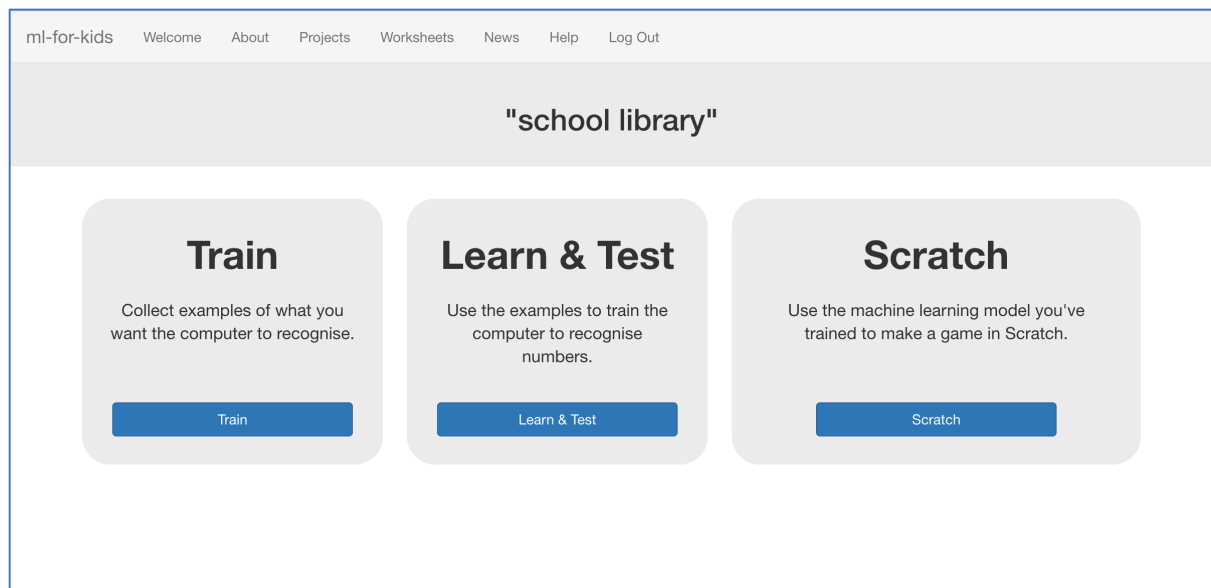 ml-for-kids Welcome About Projects Worksheets News Help Log Out
"school library"
Train
Collect examples of what you
want the computer to recognise.
Train
Learn & Test
Use the examples to train the
computer to recognise
numbers.
Learn & Test
Scratch
Use the machine learning model you've
trained to make a game in Scratch.
Scratch